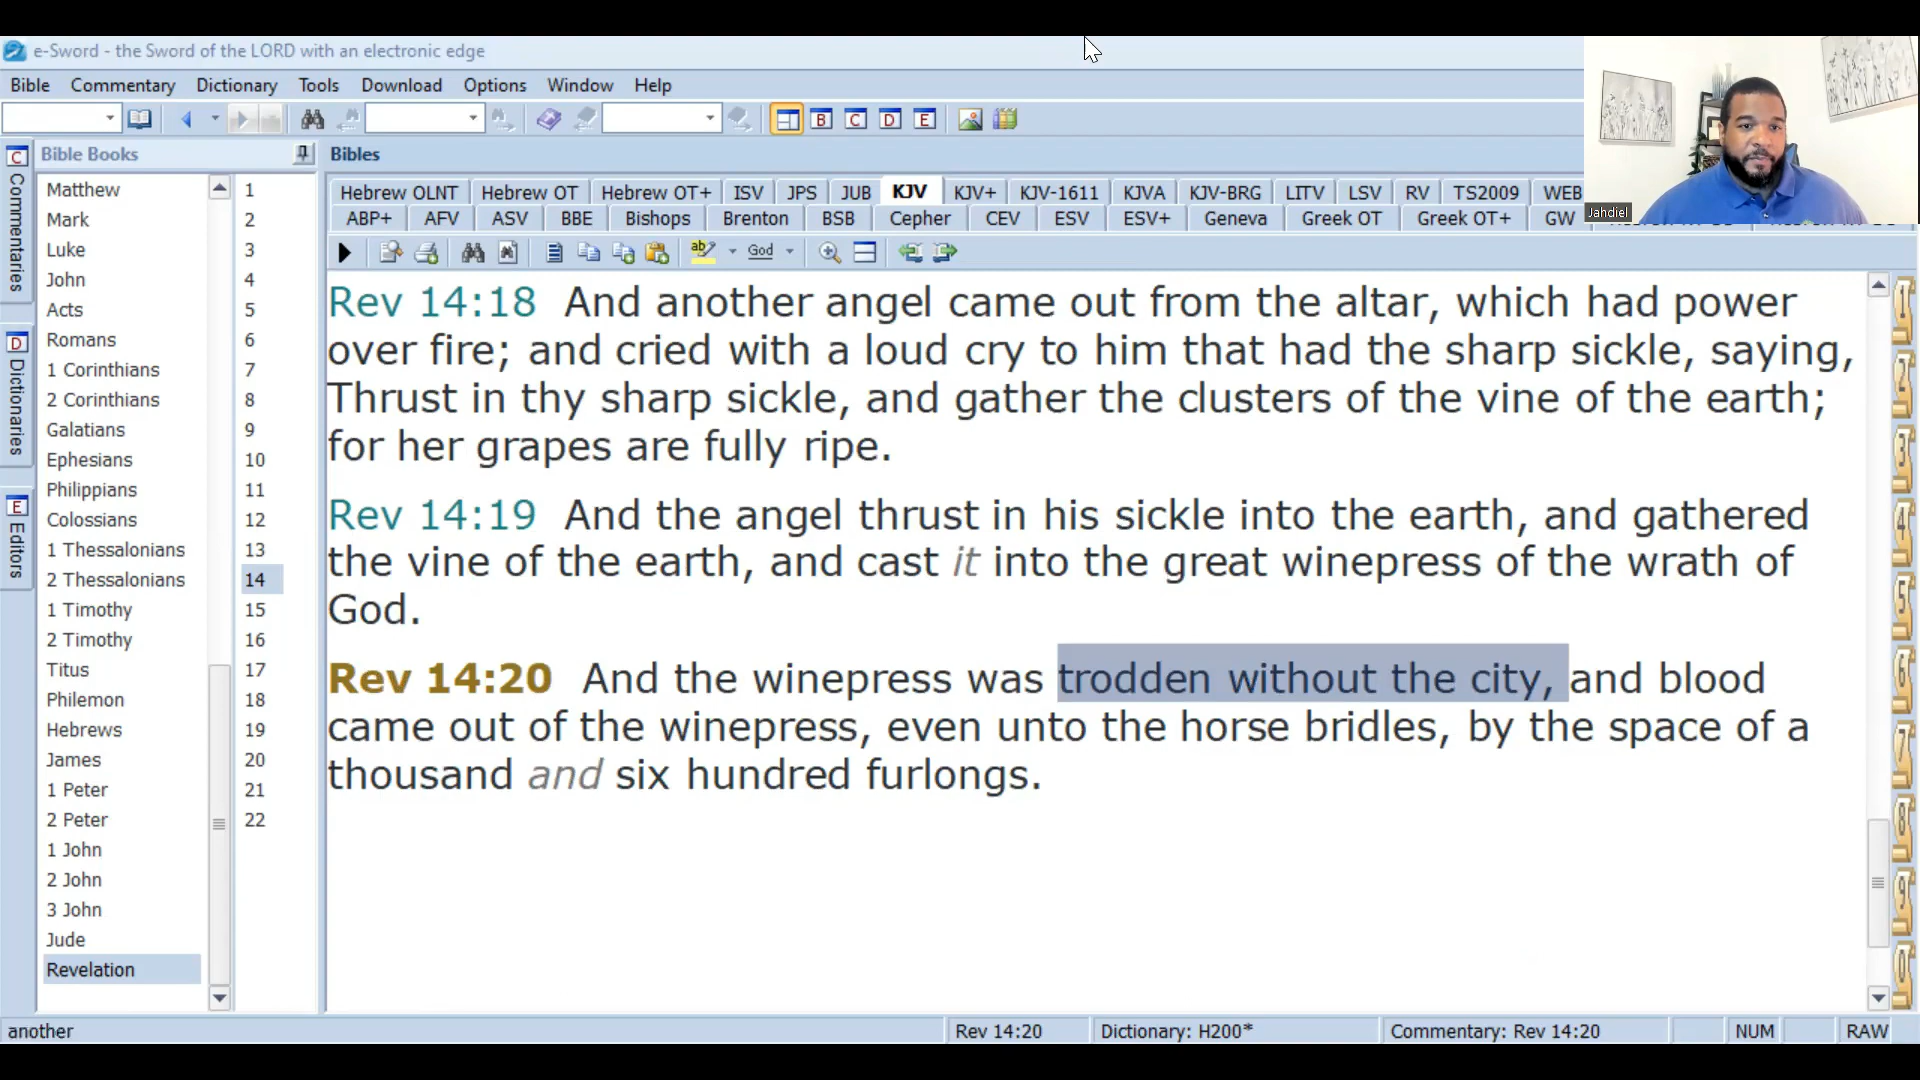 e-Sword - the Sword of the LORD with an electronic edge
Bible Commentary Dictionary Tools Download Options Window Help
B C D E
C Commentaries
D Dictionaries
E Editors
Bible Books
Matthew
Mark
Luke
John
Acts
Romans
1 Corinthians
2 Corinthians
Galatians
Ephesians
Philippians
Colossians
1 Thessalonians
2 Thessalonians
1 Timothy
2 Timothy
Titus
Philemon
Hebrews
James
1 Peter
2 Peter
1 John
2 John
3 John
Jude
Revelation
1
2
3
4
5
6
7
8
9
10
11
12
13
14
15
16
17
18
19
20
21
22
Bibles
Hebrew OLNT Hebrew OT Hebrew OT+ ISV JPS JUB KJV KJV+ KJV-1611 KJVA KJV-BRG LITV LSV RV TS2009 WEB
ABP+ AFV ASV BBE Bishops Brenton BSB Cepher CEV ESV ESV+ Geneva Greek OT Greek OT+ GW
ab God
Rev 14:18 And another angel came out from the altar, which had power
over fire; and cried with a loud cry to him that had the sharp sickle, saying,
Thrust in thy sharp sickle, and gather the clusters of the vine of the earth;
for her grapes are fully ripe.
Rev 14:19 And the angel thrust in his sickle into the earth, and gathered
the vine of the earth, and cast it into the great winepress of the wrath of
God.
Rev 14:20 And the winepress was trodden without the city, and blood
came out of the winepress, even unto the horse bridles, by the space of a
thousand and six hundred furlongs.
Jahdiel
1
2
3
4
5
6
7
8
9
0
another Rev 14:20 Dictionary: H200* Commentary: Rev 14:20 NUM RAW